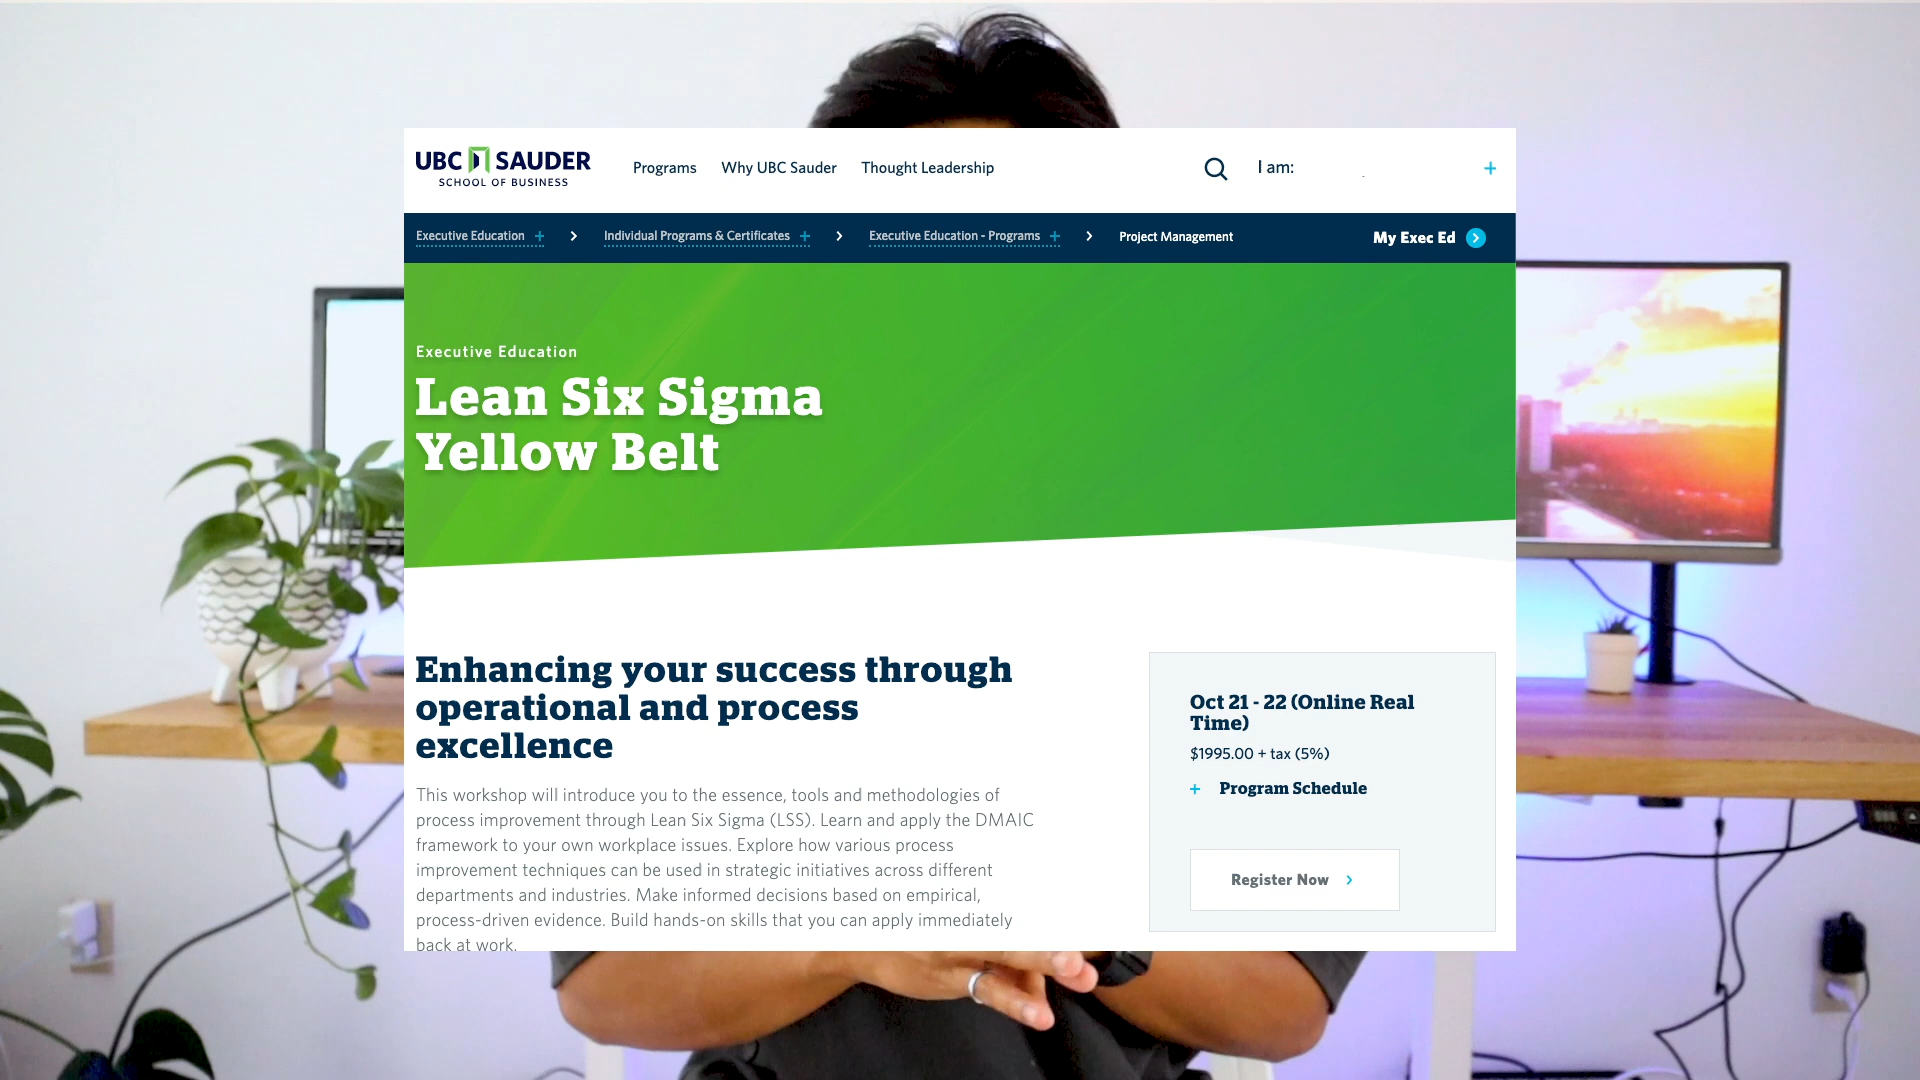 UBC SAUDER
SCHOOL OF BUSINESS
Programs
Why UBC Sauder
Thought Leadership
I am:
+
Executive Education +
Individual Programs & Certificates +
Executive Education - Programs +
Project Management
My Exec Ed
Executive Education
Lean Six Sigma
Yellow Belt
Enhancing your success through
operational and process
excellence
This workshop will introduce you to the essence, tools and methodologies of
process improvement through Lean Six Sigma (LSS). Learn and apply the DMAIC
framework to your own workplace issues. Explore how various process
improvement techniques can be used in strategic initiatives across different
departments and industries. Make informed decisions based on empirical,
process-driven evidence. Build hands-on skills that you can apply immediately
back at work.
Oct 21 - 22 (Online Real
Time)
$1995.00 + tax (5%)
+ Program Schedule
Register Now